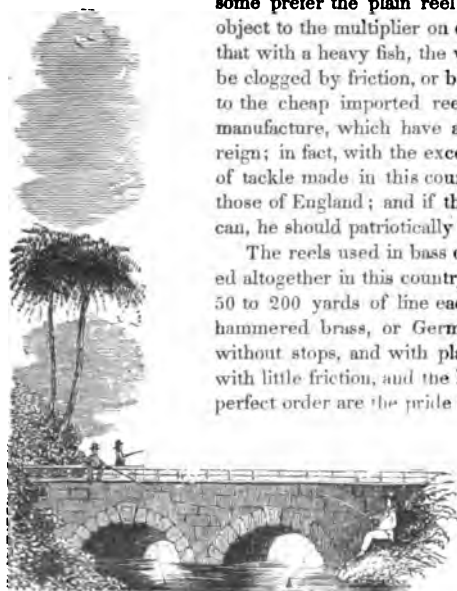 some prefer the plain reel
object to the multiplier on
that with a heavy fish, the
be clogged by friction, or b
to the cheap imported ree
manufacture, which have a
reign; in fact, with the exce
of tackle made in this cour
those of England; and if th
can, he should patriotically
The reels used in bass
ed altogether in this countr
50 to 200 yards of line eac
hammered brass, or Germ
without stops, and with pla
with little friction, and the
perfect order are the pride